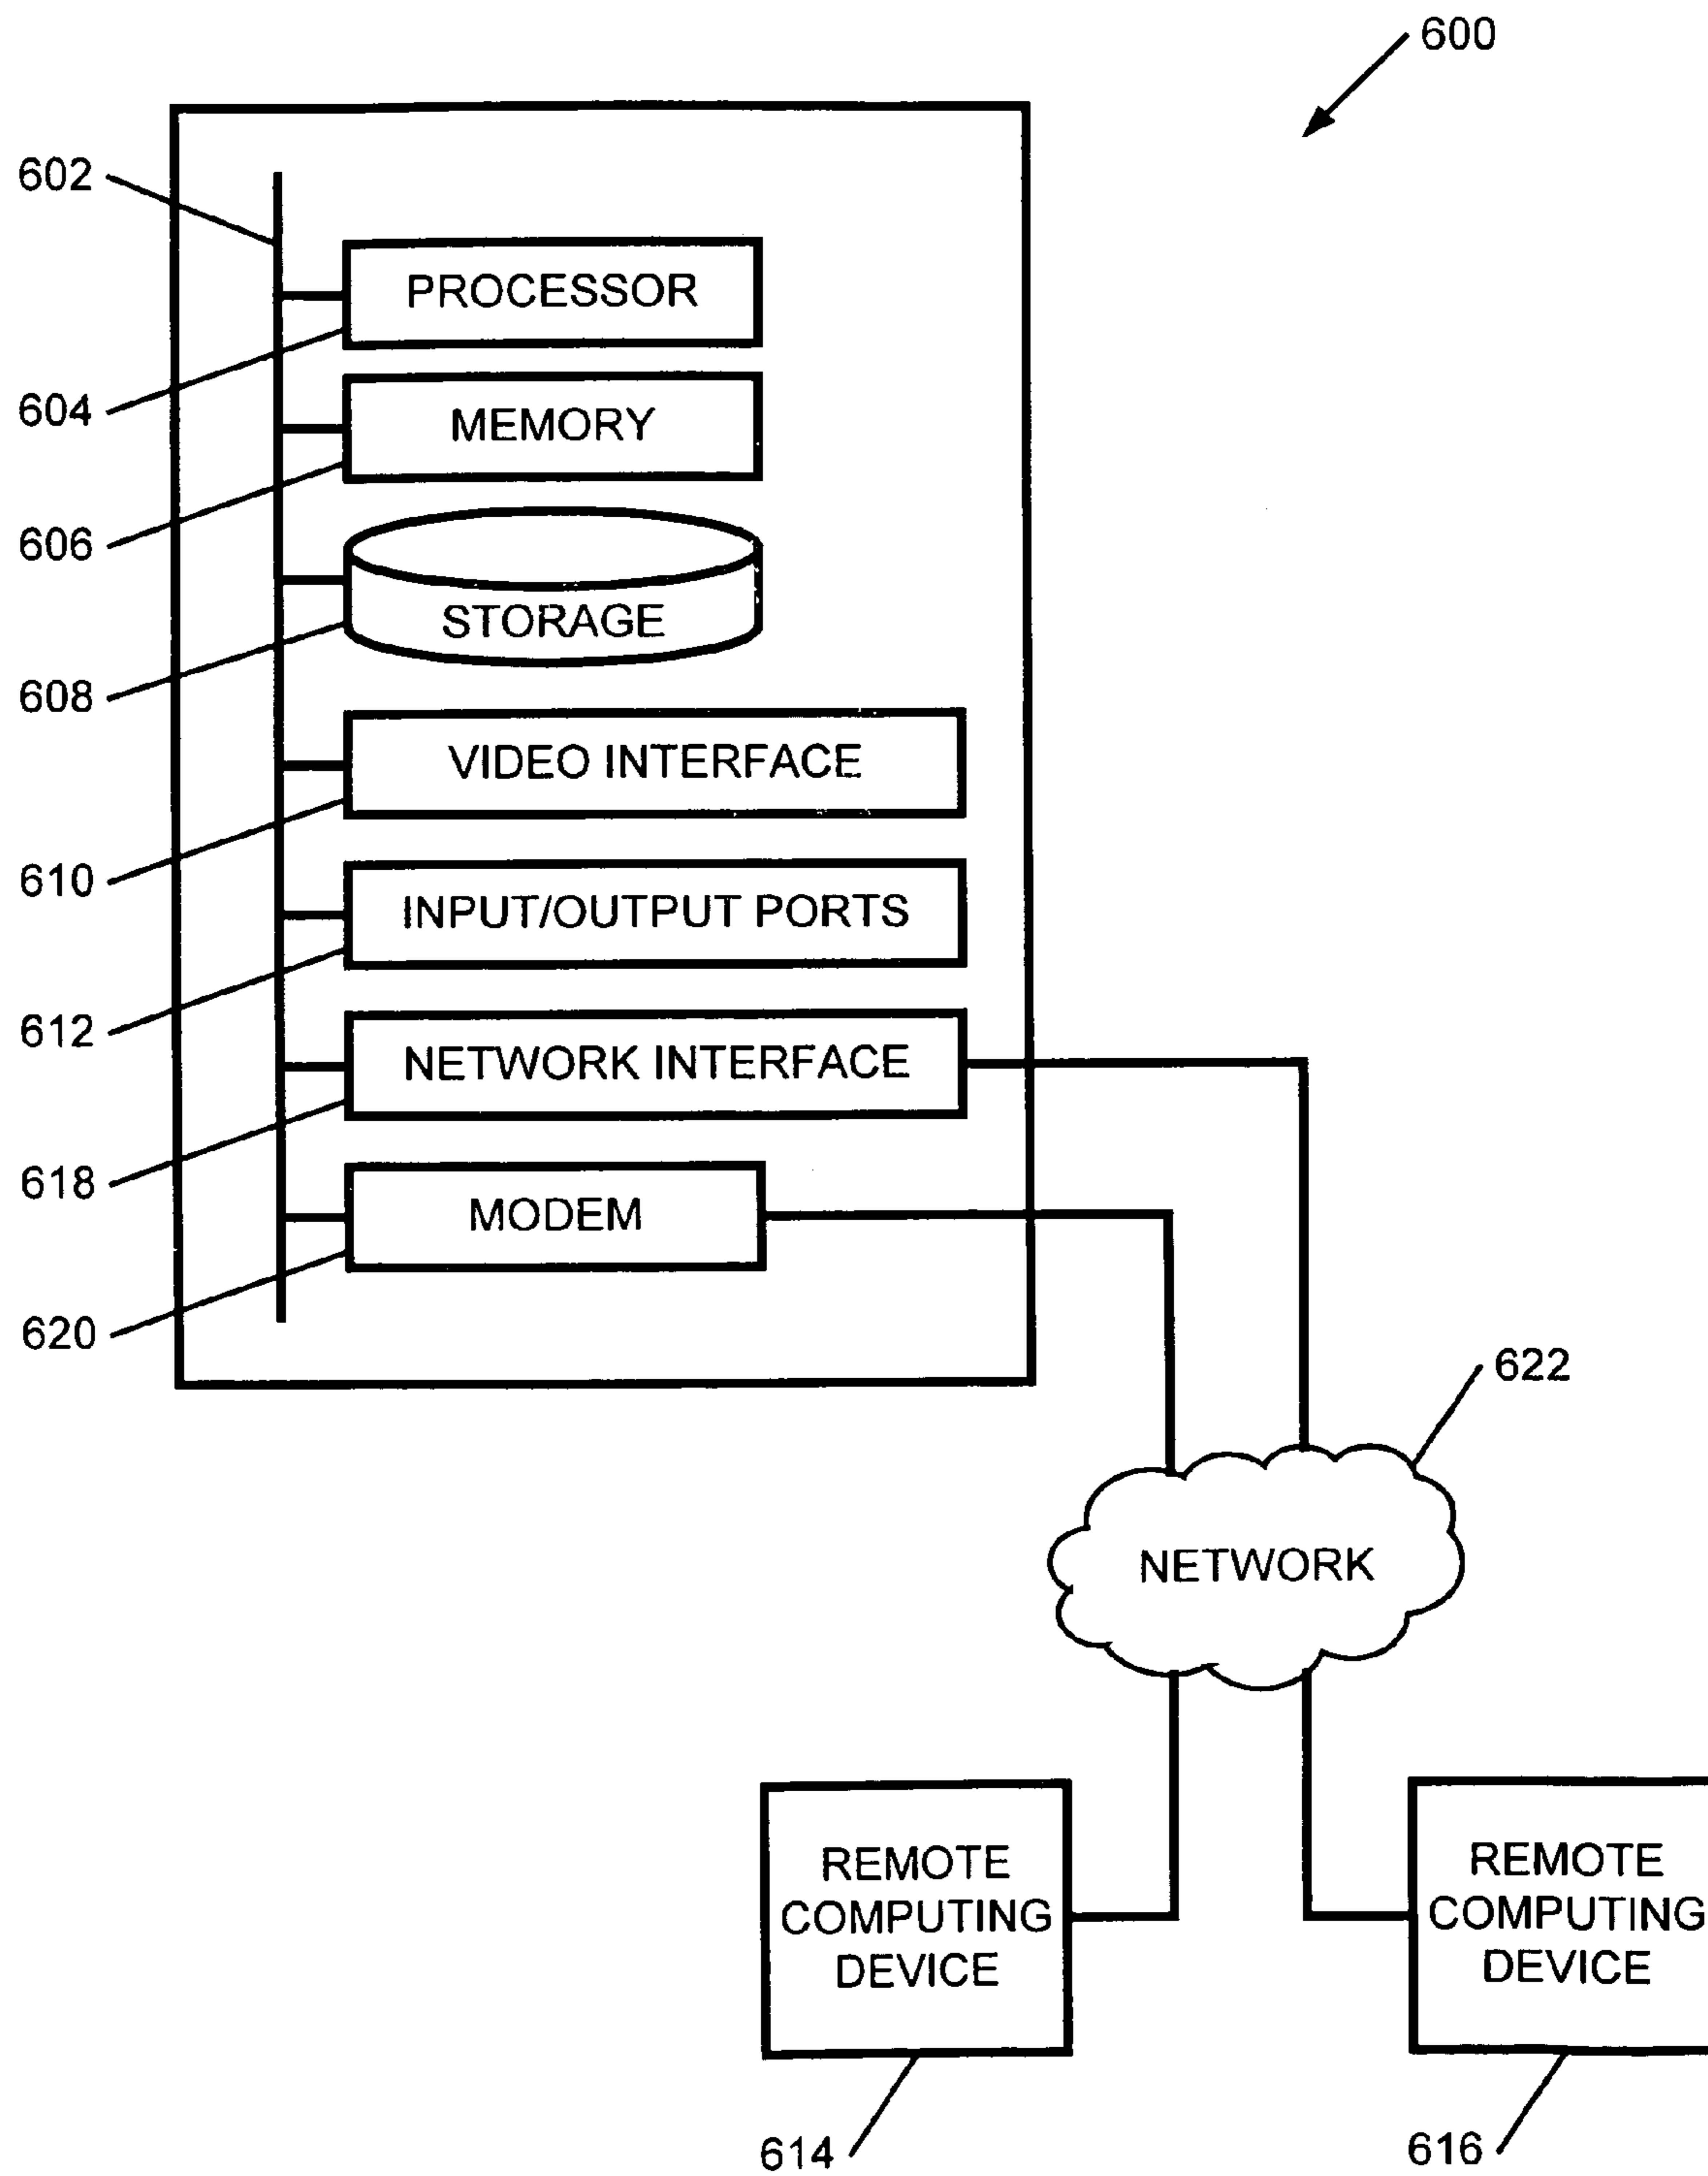 600
602
PROCESSOR
604
MEMORY
606
STORAGE
608
VIDEO INTERFACE
610
INPUT/OUTPUT PORTS
612
NETWORK INTERFACE
618
MODEM
620
622
NETWORK
REMOTE
COMPUTING
DEVICE
REMOTE
COMPUTING
DEVICE
614
616